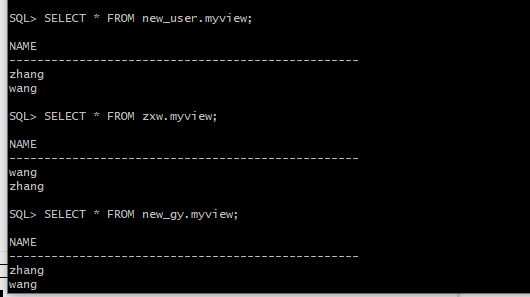 SQL> SELECT * FROM new_user.myview;
NAME
--------------------------------------------------
zhang
wang
SQL> SELECT * FROM zxw.myview;
NAME
--------------------------------------------------
wang
zhang
SQL> SELECT * FROM new_gy.myview;
NAME
--------------------------------------------------
zhang
wang